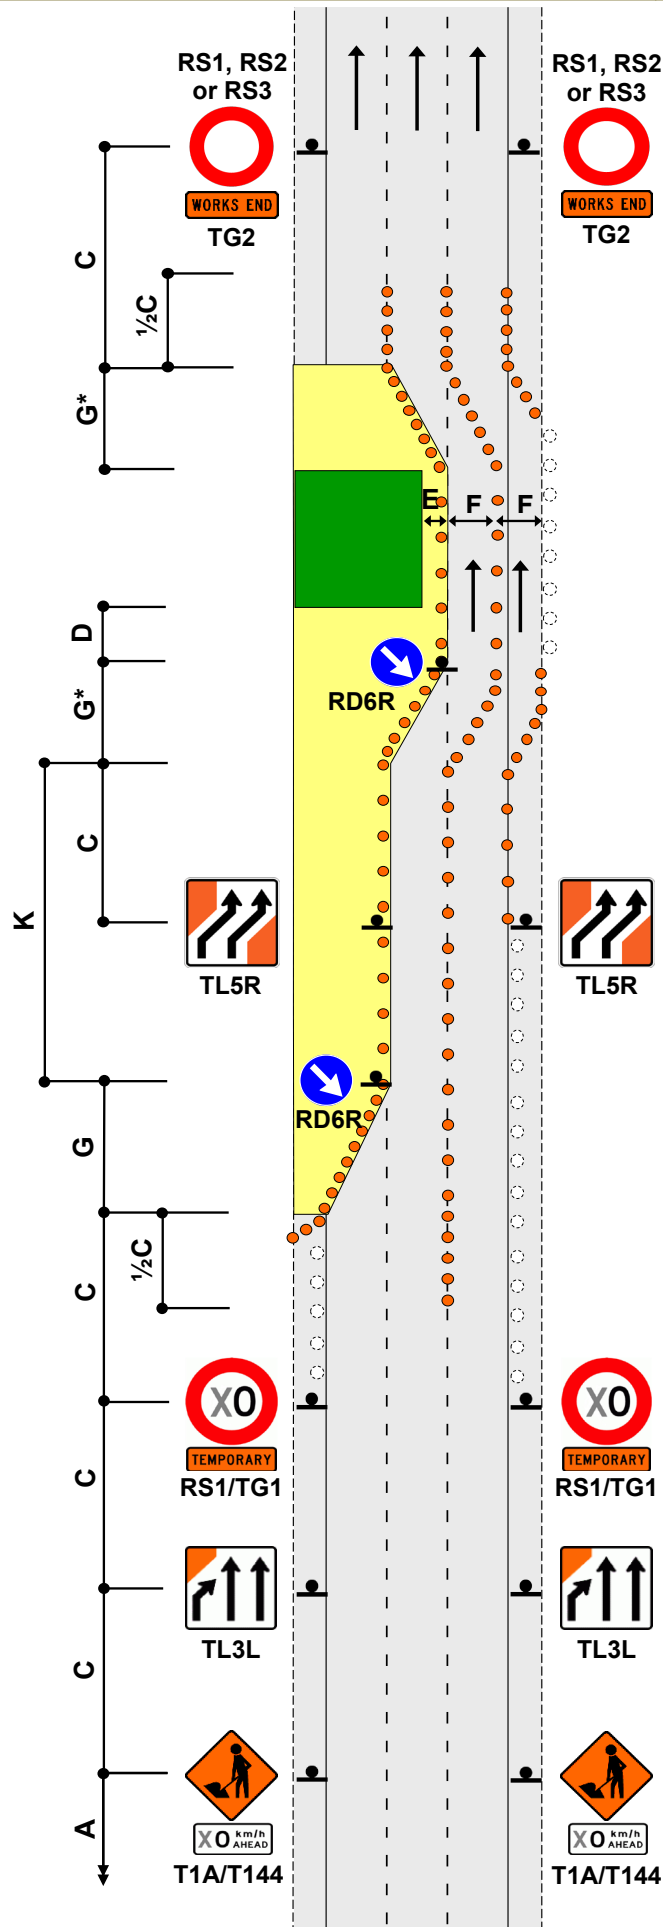 RS1, RS2
or RS3
RS1, RS2
or RS3
WORKS END
TG2
WORKS END
TG2
C
½C
G*
E
F
F
D
RD6R
G*
C
K
TL5R
TL5R
RD6R
G
½C
C
X0
TEMPORARY
RS1/TG1
X0
TEMPORARY
RS1/TG1
C
TL3L
TL3L
C
A
X0 km/h
AHEAD
T1A/T144
X0 km/h
AHEAD
T1A/T144